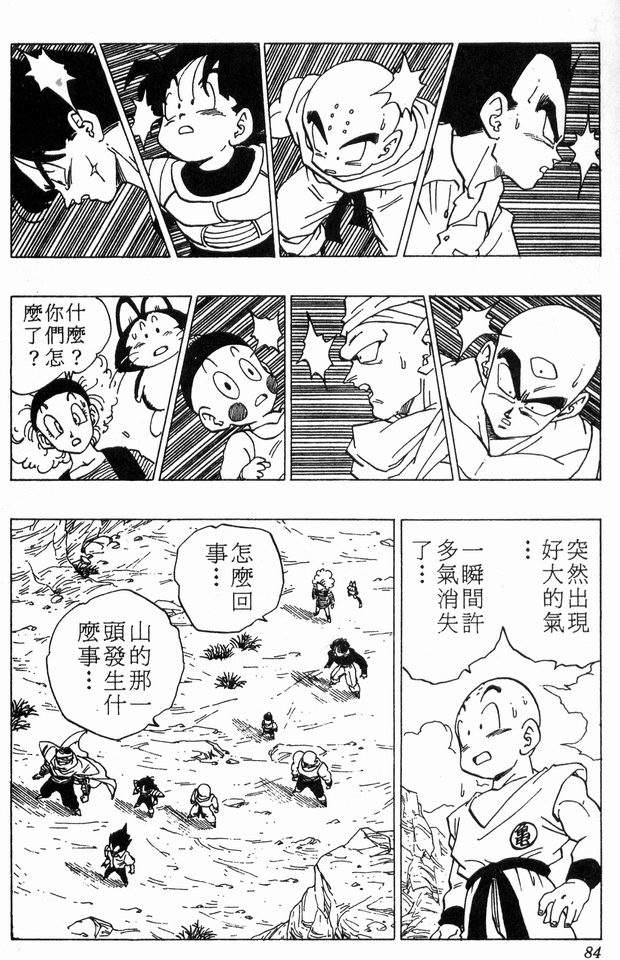 什麼?
你們怎
麼了?
突然出現
好大的氣
…
一瞬間許
多氣消失
了…
龜
怎麼回
事…
山的那一
頭發生什
麼事…
84